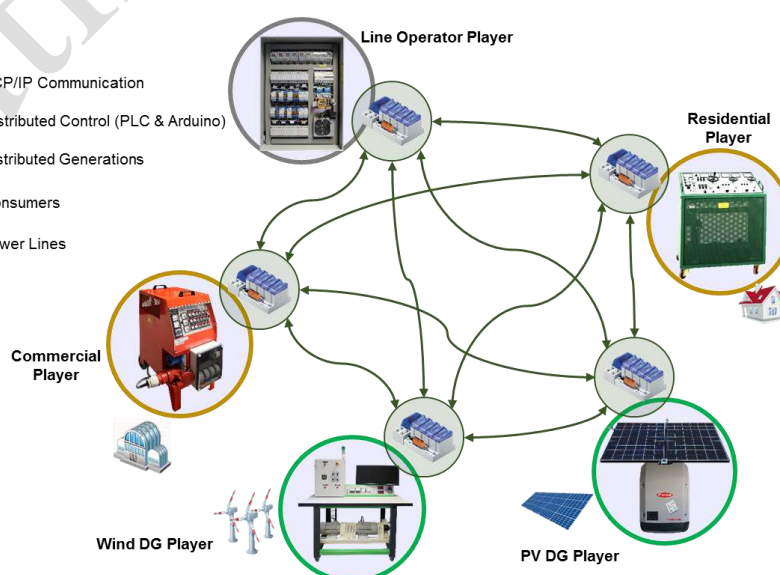 Line Operator Player
CP/IP Communication
stributed Control (PLC & Arduino)
stributed Generations
onsumers
wer Lines
Residential
Player
Commercial
Player
Wind DG Player
PV DG Player